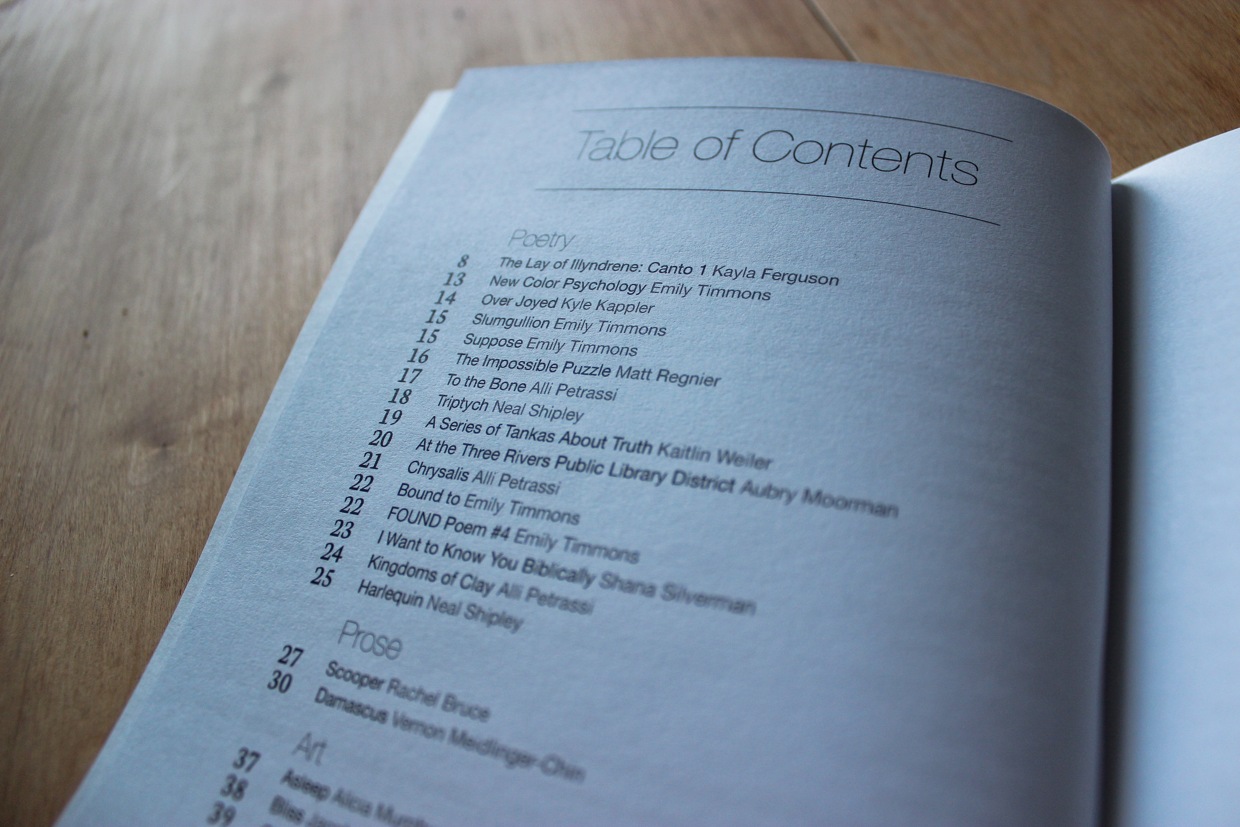 Table of Contents
Poetry
8 The Lay of Illyndrene: Canto 1 Kayla Ferguson
13 New Color Psychology Emily Timmons
14 Over Joyed Kyle Kappler
15 Slumgullion Emily Timmons
15 Suppose Emily Timmons
16 The Impossible Puzzle Matt Regnier
17 To the Bone Alli Petrassi
18 Triptych Neal Shipley
19 A Series of Tankas About Truth Kaitlin Weiler
20 At the Three Rivers Public Library District Aubry Moorman
21 Chrysalis Alli Petrassi
22 Bound to Emily Timmons
22 FOUND Poem #4 Emily Timmons
23 I Want to Know You Biblically Shana Silverman
24 Kingdoms of Clay Alli Petrassi
25 Harlequin Neal Shipley
Prose
27 Scooper Rachel Bruce
30 Damascus Vernon Meidlinger-Chin
Art
37 Asleep Alicia
38 Bliss
39